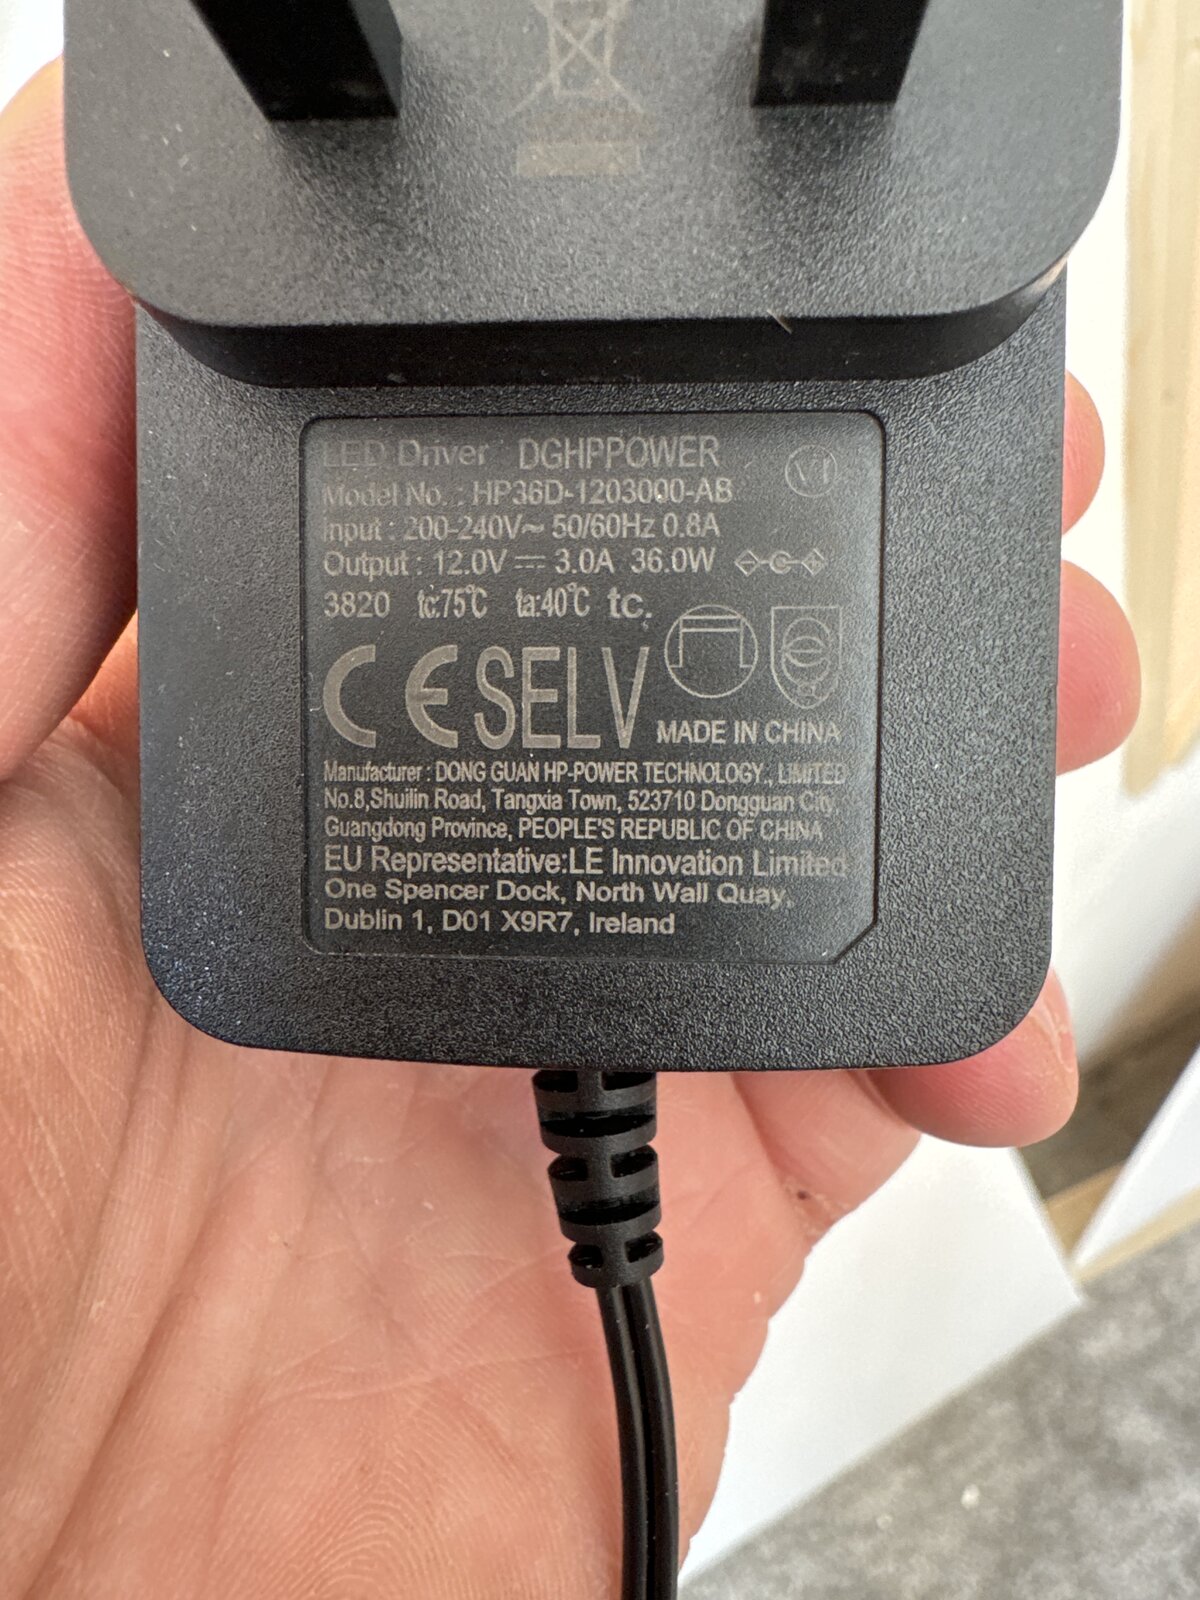 LED Driver DGHPPOWER
VI
Model No. : HP36D-1203000-AB
Input : 200-240V~ 50/60Hz 0.8A
Output : 12.0V⎓ 3.0A 36.0W
3820 tc:75℃ ta:40℃ tc.
CE SELV
MADE IN CHINA
Manufacturer : DONG GUAN HP-POWER TECHNOLOGY., LIMITED
No.8,Shuilin Road, Tangxia Town, 523710 Dongguan City,
Guangdong Province, PEOPLE'S REPUBLIC OF CHINA
EU Representative:LE Innovation Limited
One Spencer Dock, North Wall Quay,
Dublin 1, D01 X9R7, Ireland